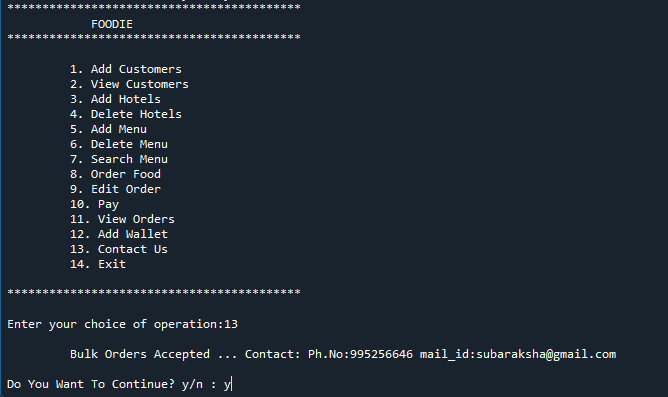 ******************************************
FOODIE
******************************************
1. Add Customers
2. View Customers
3. Add Hotels
4. Delete Hotels
5. Add Menu
6. Delete Menu
7. Search Menu
8. Order Food
9. Edit Order
10. Pay
11. View Orders
12. Add Wallet
13. Contact Us
14. Exit
******************************************
Enter your choice of operation:13
Bulk Orders Accepted ... Contact: Ph.No:995256646 mail_id:subaraksha@gmail.com
Do You Want To Continue? y/n : y